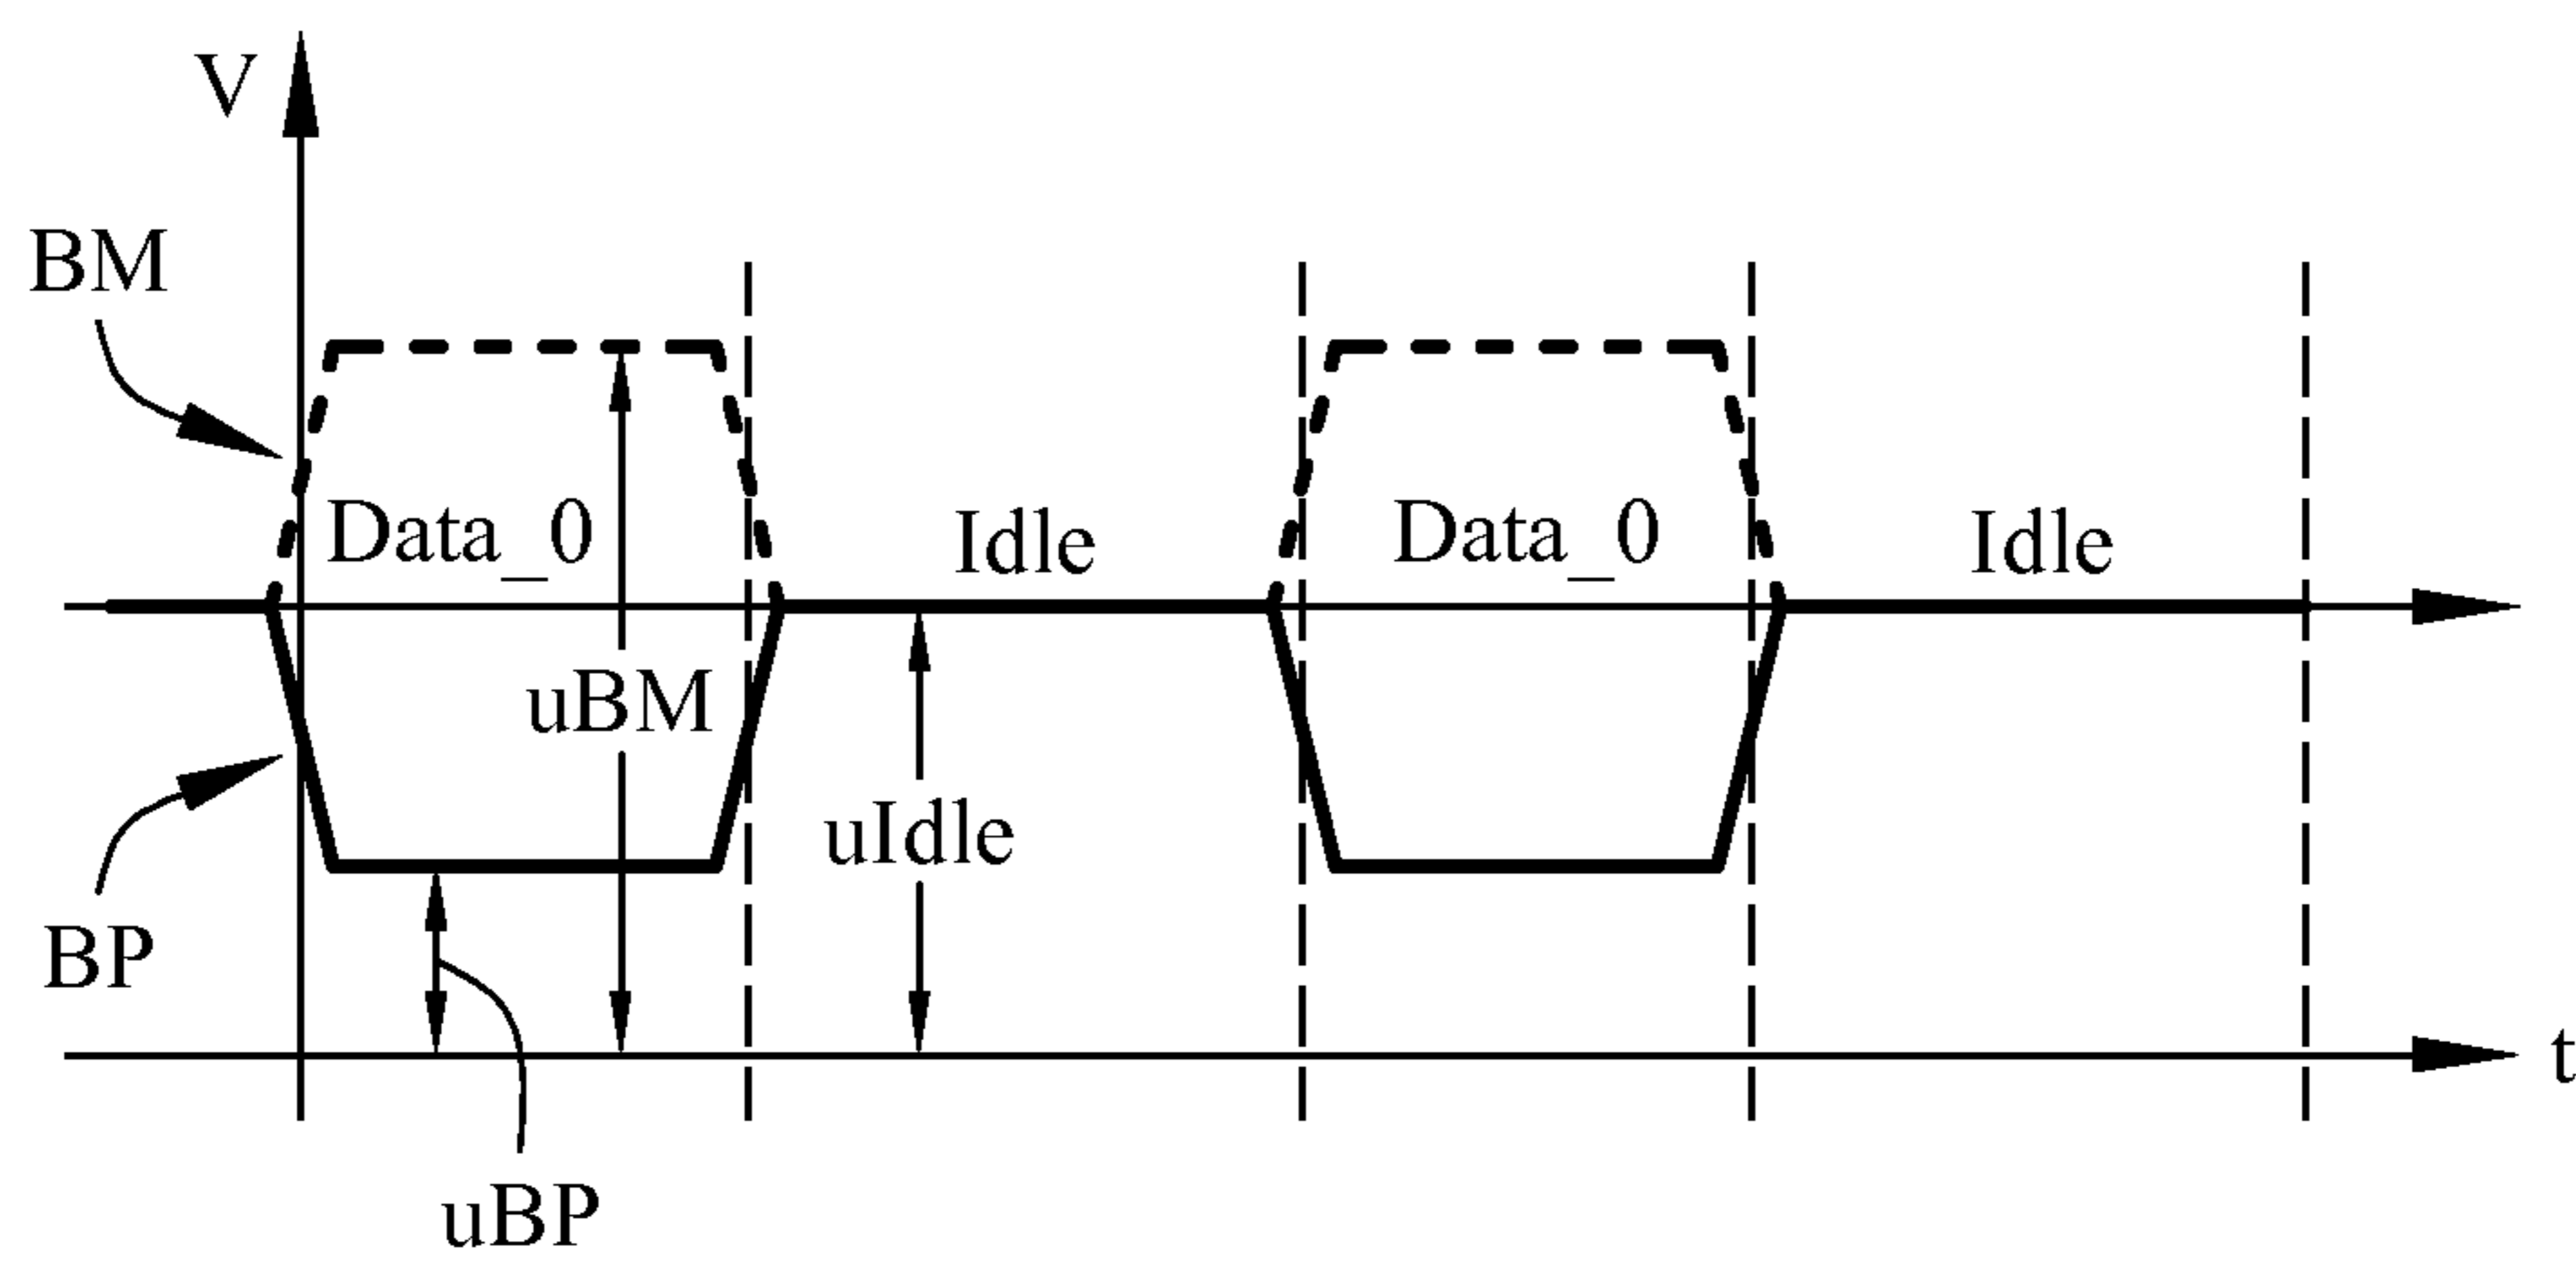 V
BM
Data_0
Idle
Data_0
Idle
uBM
uIdle
BP
t
uBP